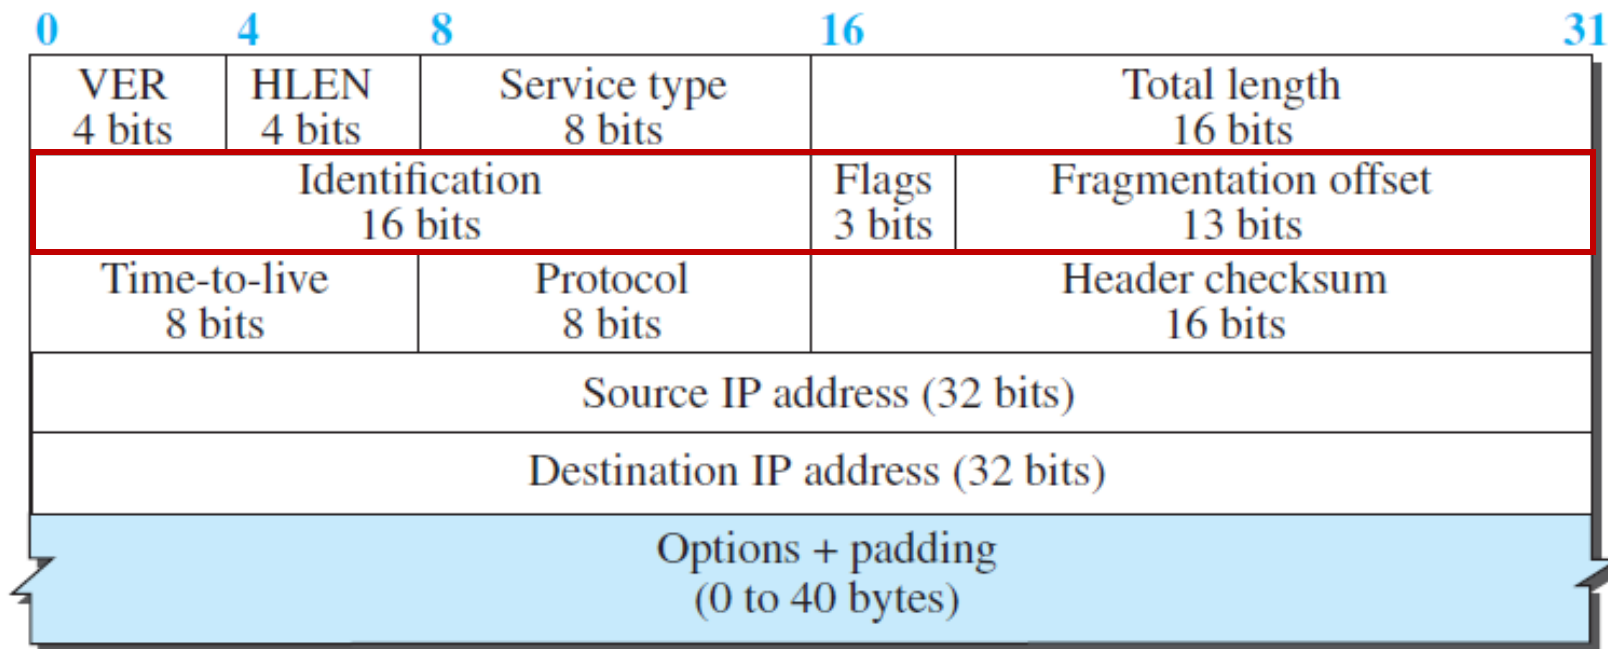 0 4 8 16 31
VER HLEN Service type Total length
4 bits 4 bits 8 bits 16 bits
Identification Flags Fragmentation offset
16 bits 3 bits 13 bits
Time-to-live Protocol Header checksum
8 bits 8 bits 16 bits
Source IP address (32 bits)
Destination IP address (32 bits)
Options + padding
(0 to 40 bytes)